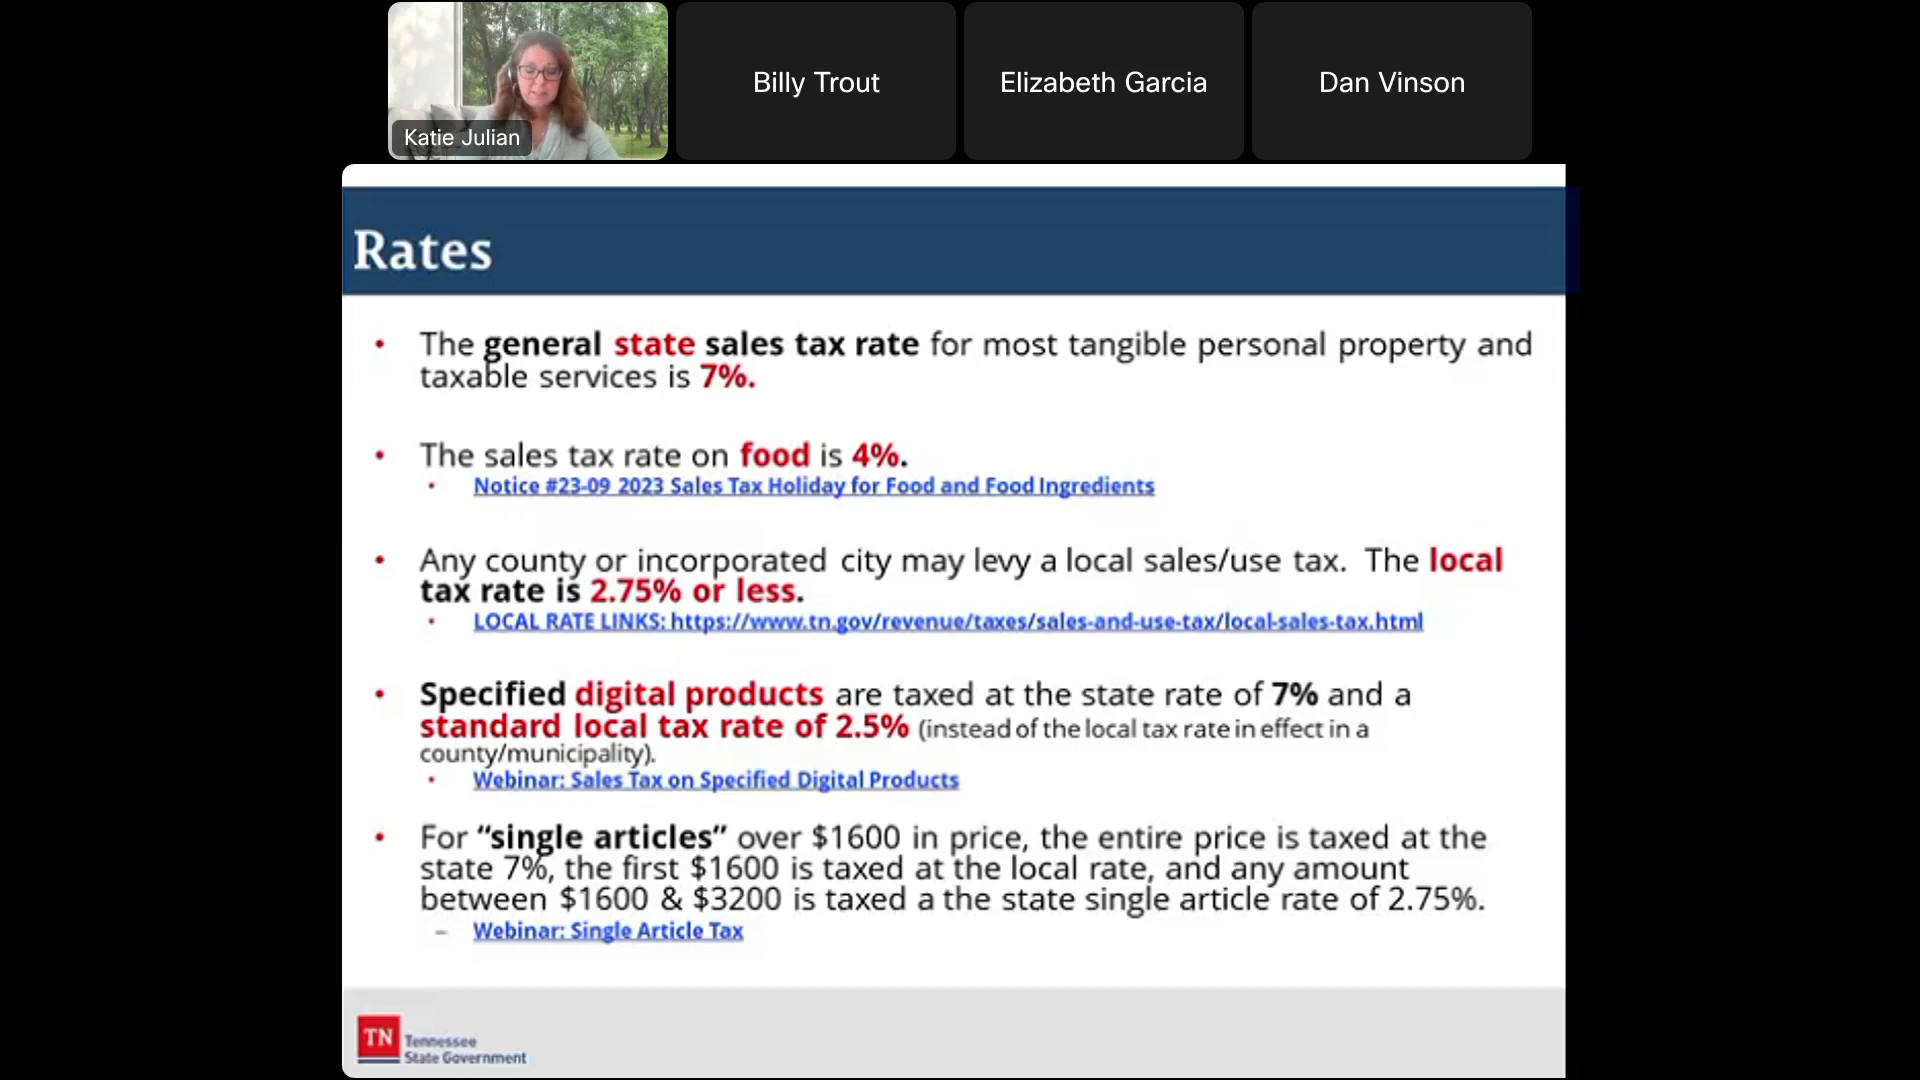 Katie Julian
Billy Trout
Elizabeth Garcia
Dan Vinson
Rates
• The general state sales tax rate for most tangible personal property and
taxable services is 7%.
• The sales tax rate on food is 4%.
• Notice #23-09 2023 Sales Tax Holiday for Food and Food Ingredients
• Any county or incorporated city may levy a local sales/use tax. The local
tax rate is 2.75% or less.
• LOCAL RATE LINKS: https://www.tn.gov/revenue/taxes/sales-and-use-tax/local-sales-tax.html
• Specified digital products are taxed at the state rate of 7% and a
standard local tax rate of 2.5% (instead of the local tax rate in effect in a
county/municipality).
• Webinar: Sales Tax on Specified Digital Products
• For “single articles” over $1600 in price, the entire price is taxed at the
state 7%, the first $1600 is taxed at the local rate, and any amount
between $1600 & $3200 is taxed a the state single article rate of 2.75%.
– Webinar: Single Article Tax
TN
Tennessee
State Government